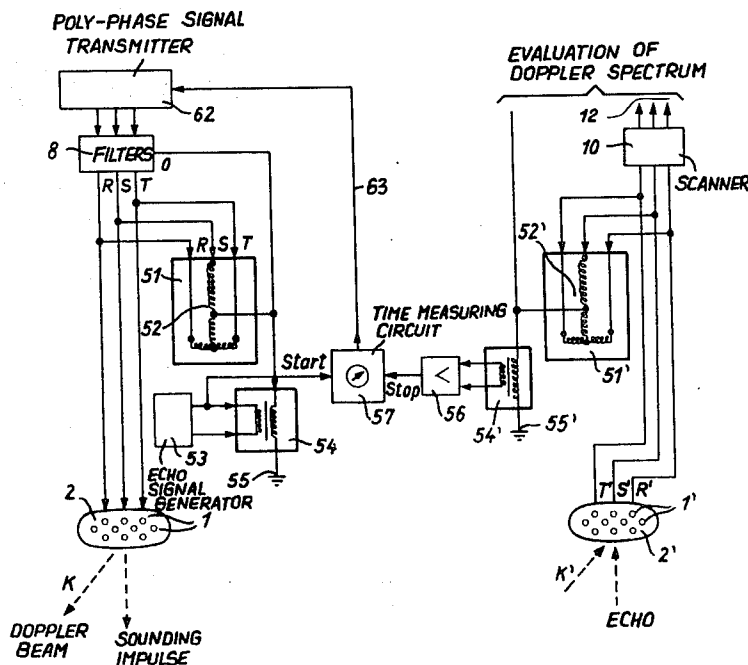 POLY-PHASE SIGNAL
TRANSMITTER
62
8
FILTERS
0
R S T
51
R S T
52
Start
53
ECHO
SIGNAL
GENERATOR
54
55
63
TIME MEASURING
CIRCUIT
57
Stop
<
56
54'
55'
EVALUATION OF
DOPPLER SPECTRUM
12
10
SCANNER
52'
51'
2
1
K
DOPPLER
BEAM
SOUNDING
IMPULSE
T' S' R'
1'
2'
K'
ECHO